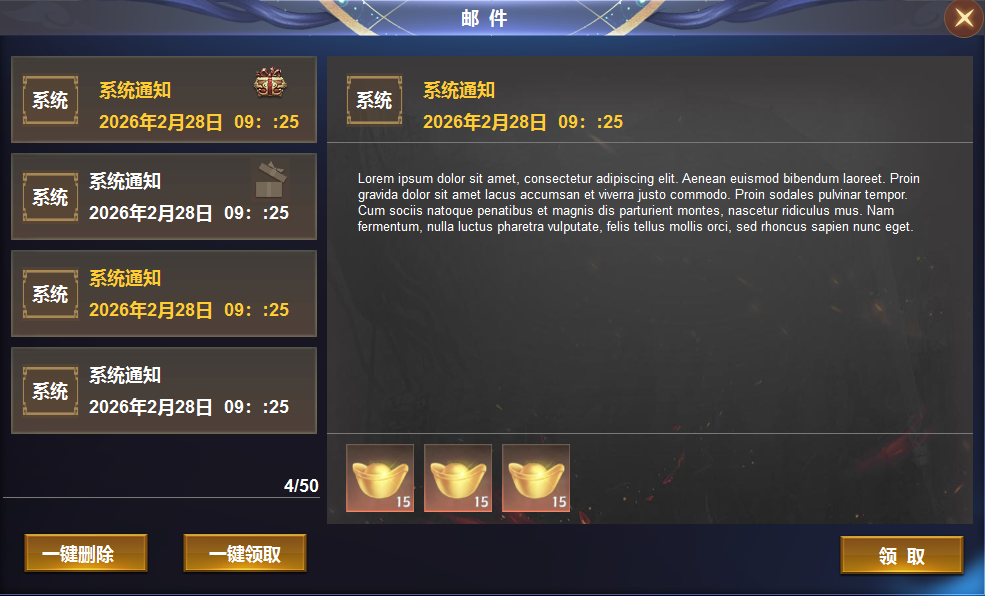 邮 件
系统
系统通知
2026年2月28日 09: :25
系统
系统通知
2026年2月28日 09: :25
系统
系统通知
2026年2月28日 09: :25
系统
系统通知
2026年2月28日 09: :25
4/50
一键删除
一键领取
系统
系统通知
2026年2月28日 09: :25
Lorem ipsum dolor sit amet, consectetur adipiscing elit. Aenean euismod bibendum laoreet. Proin
gravida dolor sit amet lacus accumsan et viverra justo commodo. Proin sodales pulvinar tempor.
Cum sociis natoque penatibus et magnis dis parturient montes, nascetur ridiculus mus. Nam
fermentum, nulla luctus pharetra vulputate, felis tellus mollis orci, sed rhoncus sapien nunc eget.
15
15
15
领 取